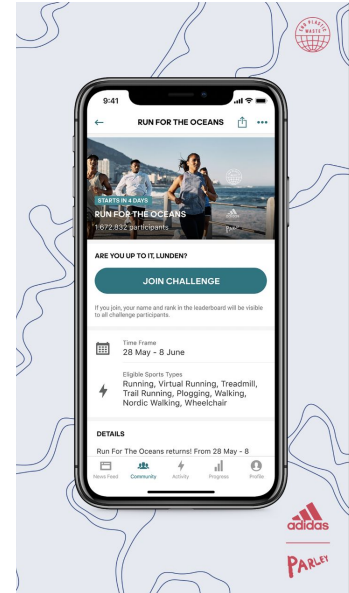 END PLASTIC
WASTE
9:41
RUN FOR THE OCEANS
STARTS IN 4 DAYS
RUN FOR THE OCEANS
1.672.832 participants
PARLEY
ARE YOU UP TO IT, LUNDEN?
JOIN CHALLENGE
If you join, your name and rank in the leaderboard will be visible
to all challenge participants.
Time Frame
28 May - 8 June
Eligible Sports Types
Running, Virtual Running, Treadmill,
Trail Running, Plogging, Walking,
Nordic Walking, Wheelchair
DETAILS
Run For The Oceans returns! From 28 May - 8
News Feed
Community
Activity
Progress
Profile
adidas
PARLEY